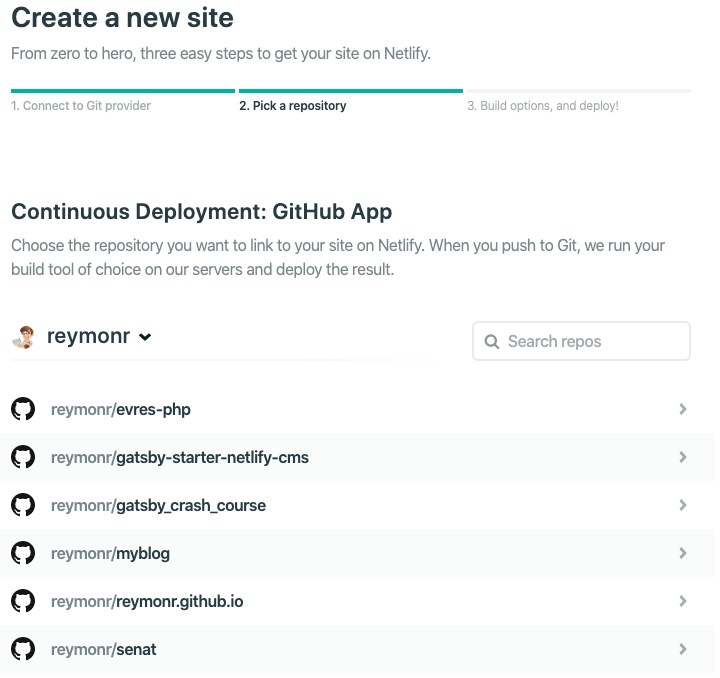 Create a new site
From zero to hero, three easy steps to get your site on Netlify.
1. Connect to Git provider
2. Pick a repository
3. Build options, and deploy!
Continuous Deployment: GitHub App
Choose the repository you want to link to your site on Netlify. When you push to Git, we run your
build tool of choice on our servers and deploy the result.
reymonr
Search repos
reymonr/evres-php
reymonr/gatsby-starter-netlify-cms
reymonr/gatsby_crash_course
reymonr/myblog
reymonr/reymonr.github.io
reymonr/senat